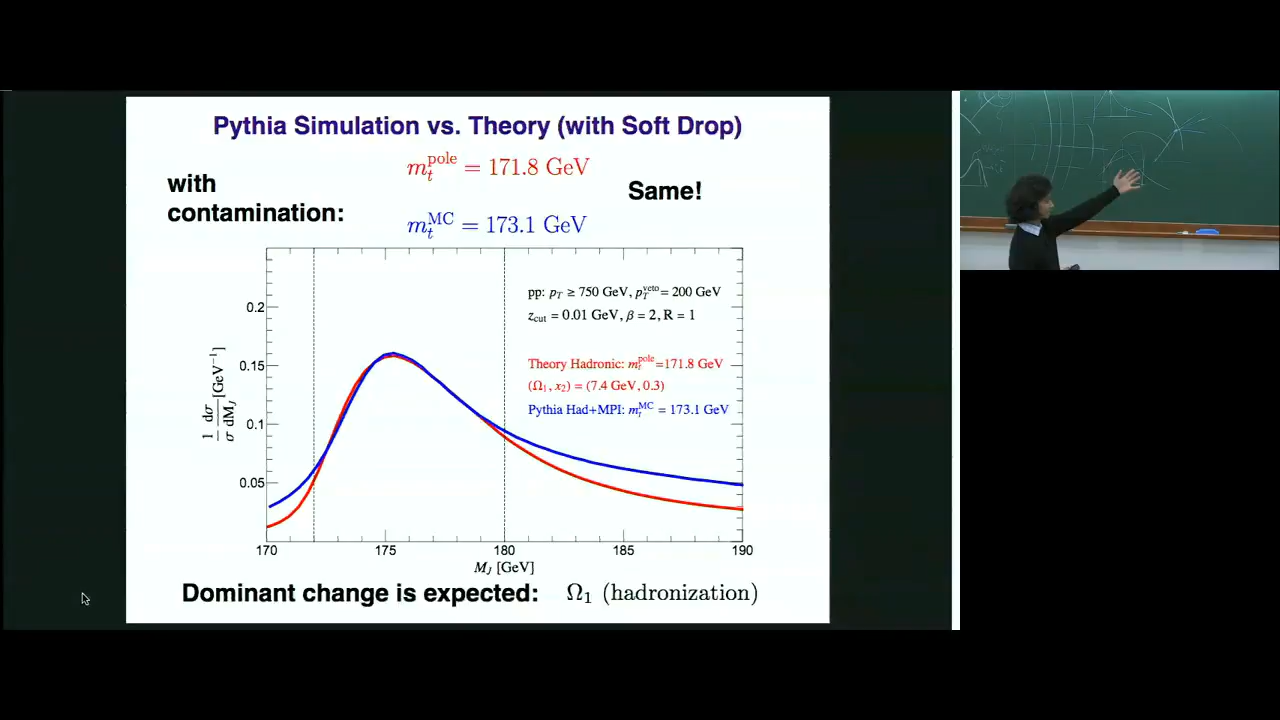 Pythia Simulation vs. Theory (with Soft Drop)
m_t^pole = 171.8 GeV
with
contamination:
Same!
m_t^MC = 173.1 GeV
pp: p_T ≥ 750 GeV, p_T^veto = 200 GeV
z_cut = 0.01 GeV, β = 2, R = 1
Theory Hadronic: m_t^pole=171.8 GeV
(Ω_1, x_2) = (7.4 GeV, 0.3)
Pythia Had+MPI: m_t^MC = 173.1 GeV
1/σ dσ/dM_J [GeV^-1]
0.2
0.15
0.1
0.05
170 175 180 185 190
M_J [GeV]
Dominant change is expected: Ω_1 (hadronization)